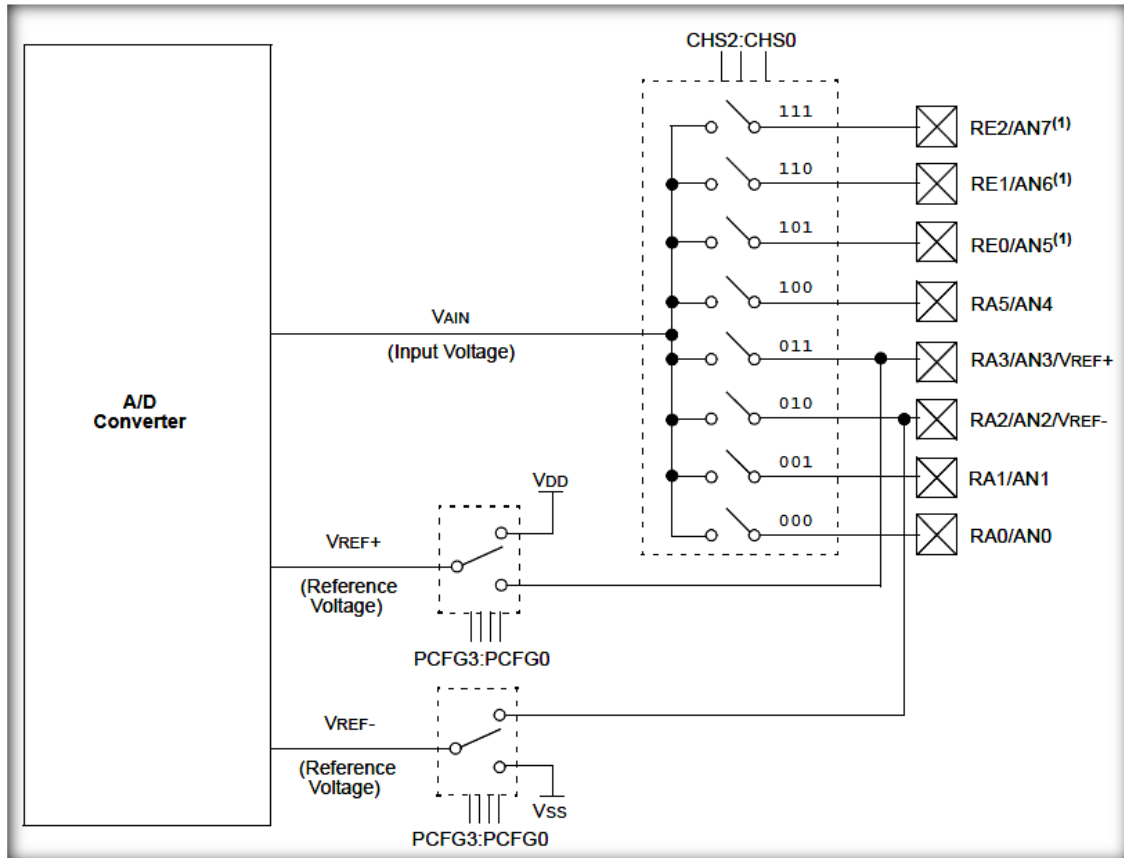 CHS2:CHS0
111
RE2/AN7(1)
110
RE1/AN6(1)
101
RE0/AN5(1)
100
RA5/AN4
VAIN
(Input Voltage)
011
RA3/AN3/VREF+
A/D
Converter
010
RA2/AN2/VREF-
001
RA1/AN1
VDD
000
RA0/AN0
VREF+
(Reference
Voltage)
PCFG3:PCFG0
VREF-
(Reference
Voltage)
VSS
PCFG3:PCFG0